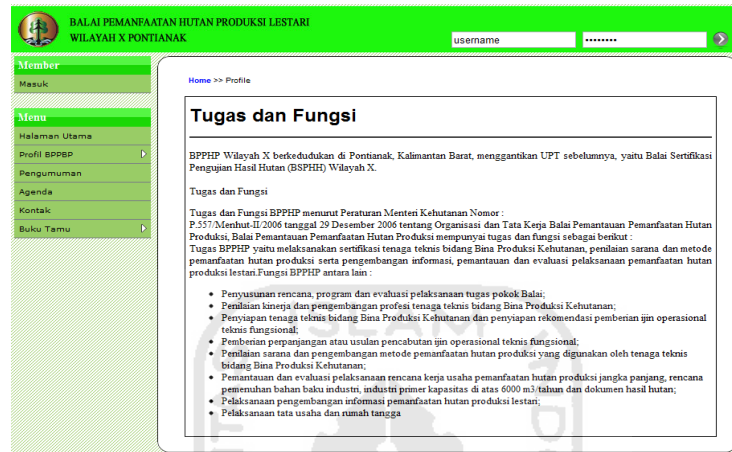 BALAI PEMANFAATAN HUTAN PRODUKSI LESTARI
WILAYAH X PONTIANAK
username
••••••••
Member
Masuk
Menu
Halaman Utama
Profil BPPBP
Pengumuman
Agenda
Kontak
Buku Tamu
Home >> Profile
Tugas dan Fungsi
BPPHP Wilayah X berkedudukan di Pontianak, Kalimantan Barat, menggantikan UPT sebelumnya, yaitu Balai Sertifikasi
Pengujian Hasil Hutan (BSPHH) Wilayah X.
Tugas dan Fungsi
Tugas dan Fungsi BPPHP menurut Peraturan Menteri Kehutanan Nomor :
P.557/Menhut-II/2006 tanggal 29 Desember 2006 tentang Organisasi dan Tata Kerja Balai Pemantauan Pemanfaatan Hutan
Produksi, Balai Pemantauan Pemanfaatan Hutan Produksi mempunyai tugas dan fungsi sebagai berikut :
Tugas BPPHP yaitu melaksanakan sertifikasi tenaga teknis bidang Bina Produksi Kehutanan, penilaian sarana dan metode
pemanfaatan hutan produksi serta pengembangan informasi, pemantauan dan evaluasi pelaksanaan pemanfaatan hutan
produksi lestari.Fungsi BPPHP antara lain :
• Penyusunan rencana, program dan evaluasi pelaksanaan tugas pokok Balai;
• Penilaian kinerja dan pengembangan profesi tenaga teknis bidang Bina Produksi Kehutanan;
• Penyiapan tenaga teknis bidang Bina Produksi Kehutanan dan penyiapan rekomendasi pemberian ijin operasional
teknis fungsional;
• Pemberian perpanjangan atau usulan pencabutan ijin operasional teknis fungsional;
• Penilaian sarana dan pengembangan metode pemanfaatan hutan produksi yang digunakan oleh tenaga teknis
bidang Bina Produksi Kehutanan;
• Pemantauan dan evaluasi pelaksanaan rencana kerja usaha pemanfaatan hutan produksi jangka panjang, rencana
pemenuhan bahan baku industri, industri primer kapasitas di atas 6000 m3/tahun dan dokumen hasil hutan;
• Pelaksanaan pengembangan informasi pemanfaatan hutan produksi lestari;
• Pelaksanaan tata usaha dan rumah tangga
ISLAM